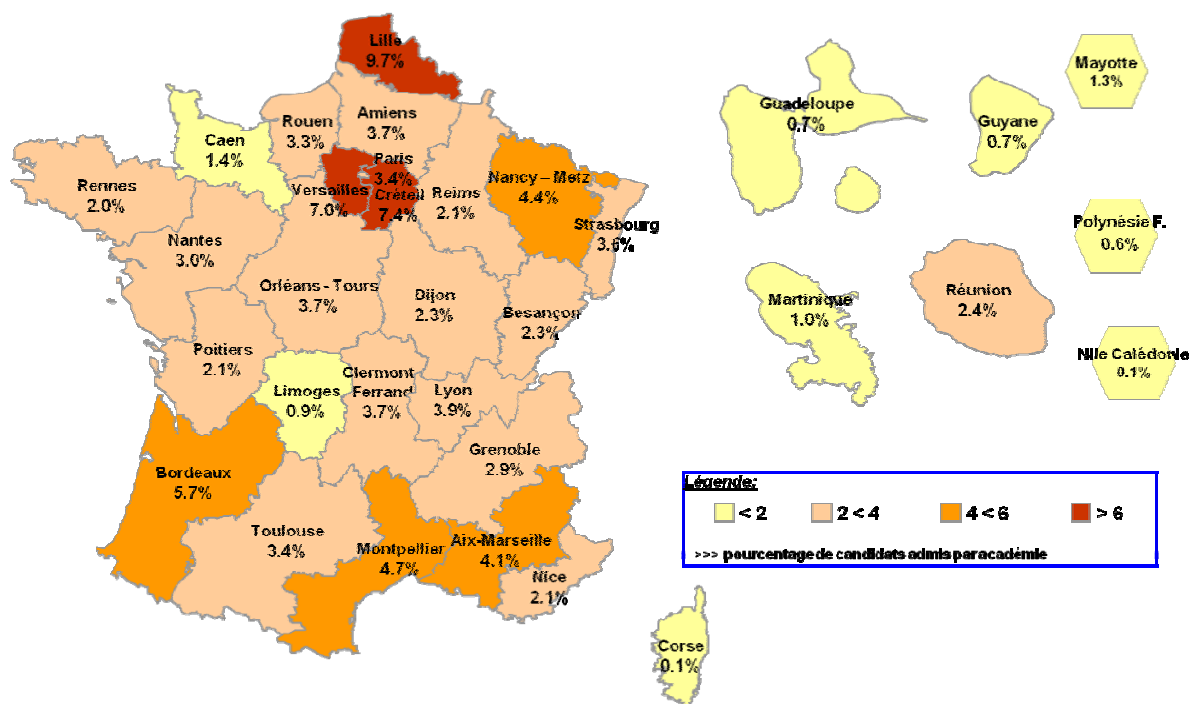 Lille
9.7%
Amiens
3.7%
Rouen
3.3%
Caen
1.4%
Paris
3.4%
Créteil
7.4%
Versailles
7.0%
Reims
2.1%
Nancy – Metz
4.4%
Strasbourg
3.6%
Rennes
2.0%
Nantes
3.0%
Orléans - Tours
3.7%
Dijon
2.3%
Besançon
2.3%
Poitiers
2.1%
Limoges
0.9%
Clermont
Ferrand
3.7%
Lyon
3.9%
Grenoble
2.9%
Bordeaux
5.7%
Toulouse
3.4%
Montpellier
4.7%
Aix-Marseille
4.1%
Nice
2.1%
Corse
0.1%
Guadeloupe
0.7%
Guyane
0.7%
Mayotte
1.3%
Polynésie F.
0.6%
Martinique
1.0%
Réunion
2.4%
Nlle Calédonie
0.1%
Légende:
< 2
2 < 4
4 < 6
> 6
>>> pourcentage de candidats admis par académie